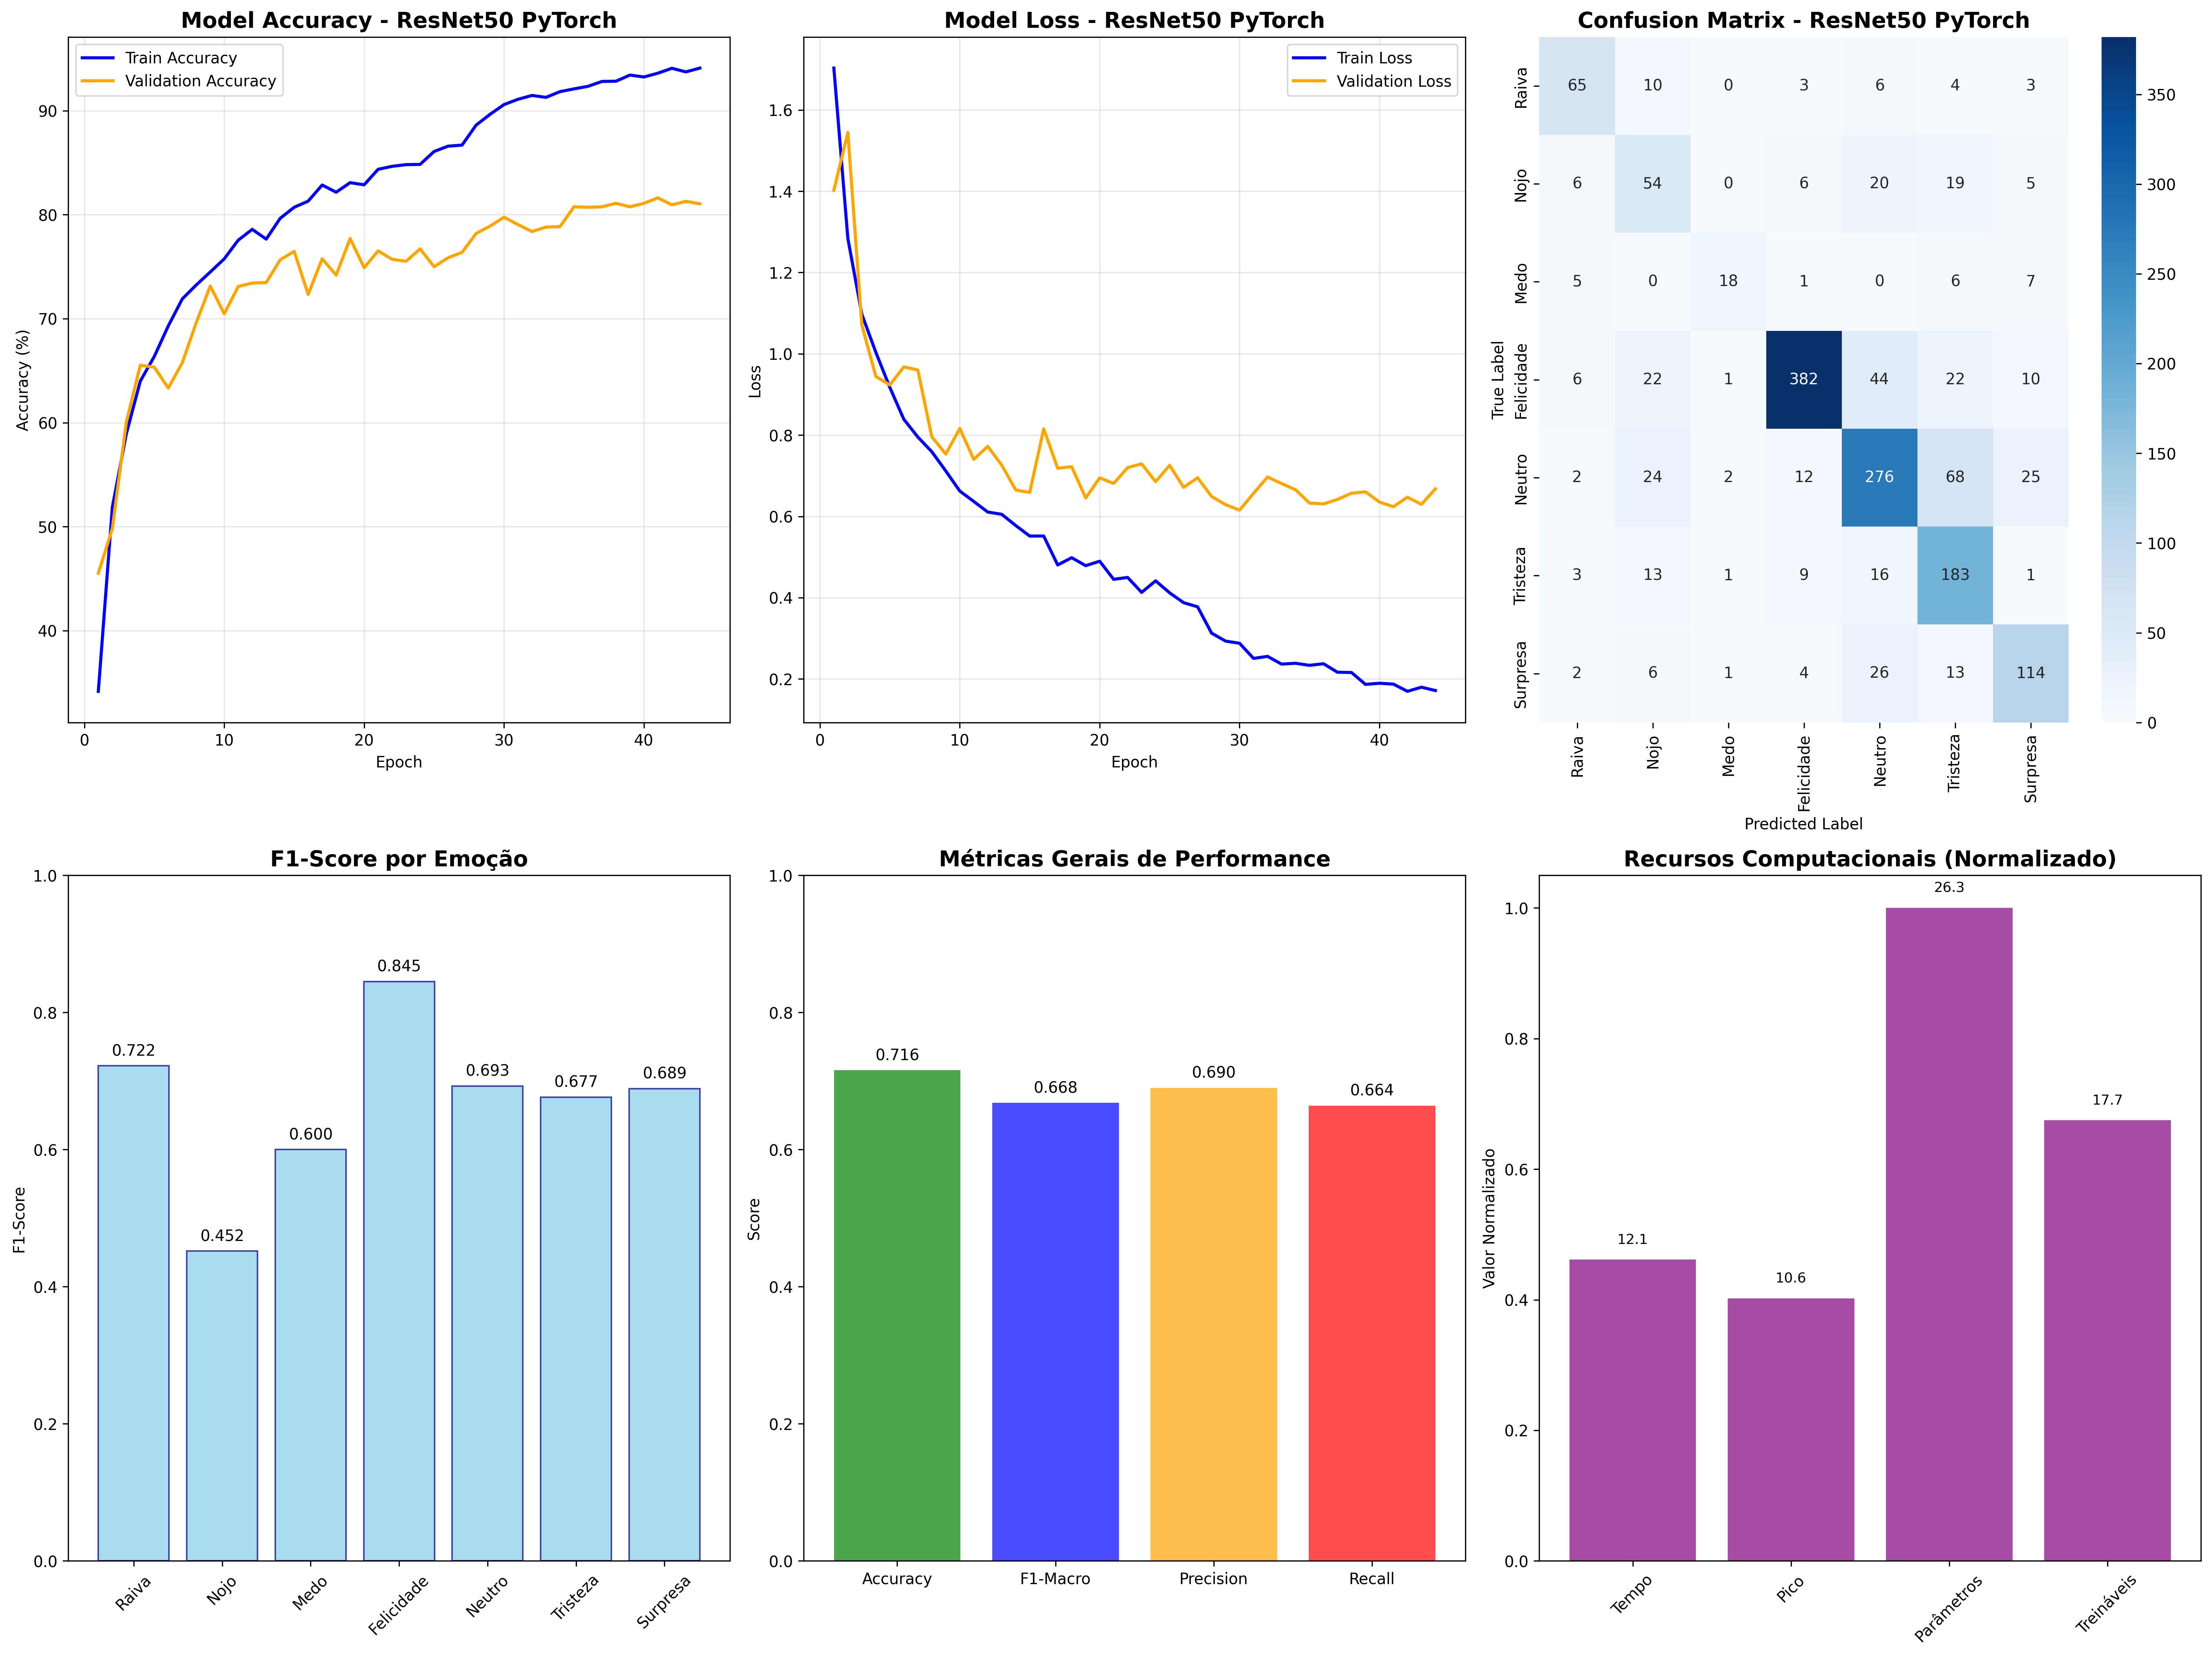 Model Accuracy - ResNet50 PyTorch
Train Accuracy
Validation Accuracy
90
80
70
60
50
40
Accuracy (%)
0
10
20
30
40
Epoch
Model Loss - ResNet50 PyTorch
Train Loss
Validation Loss
1.6
1.4
1.2
1.0
0.8
0.6
0.4
0.2
Loss
0
10
20
30
40
Epoch
Confusion Matrix - ResNet50 PyTorch
True Label
Raiva
65 10 0 3 6 4 3
Nojo
6 54 0 6 20 19 5
Medo
5 0 18 1 0 6 7
Felicidade
6 22 1 382 44 22 10
Neutro
2 24 2 12 276 68 25
Tristeza
3 13 1 9 16 183 1
Surpresa
2 6 1 4 26 13 114
Raiva
Nojo
Medo
Felicidade
Neutro
Tristeza
Surpresa
Predicted Label
350
300
250
200
150
100
50
0
F1-Score por Emoção
1.0
0.8
0.6
0.4
0.2
0.0
F1-Score
0.722
0.452
0.600
0.845
0.693
0.677
0.689
Raiva
Nojo
Medo
Felicidade
Neutro
Tristeza
Surpresa
Métricas Gerais de Performance
1.0
0.8
0.6
0.4
0.2
0.0
Score
0.716
0.668
0.690
0.664
Accuracy
F1-Macro
Precision
Recall
Recursos Computacionais (Normalizado)
1.0
0.8
0.6
0.4
0.2
0.0
Valor Normalizado
12.1
10.6
26.3
17.7
Tempo
Pico
Parâmetros
Treináveis